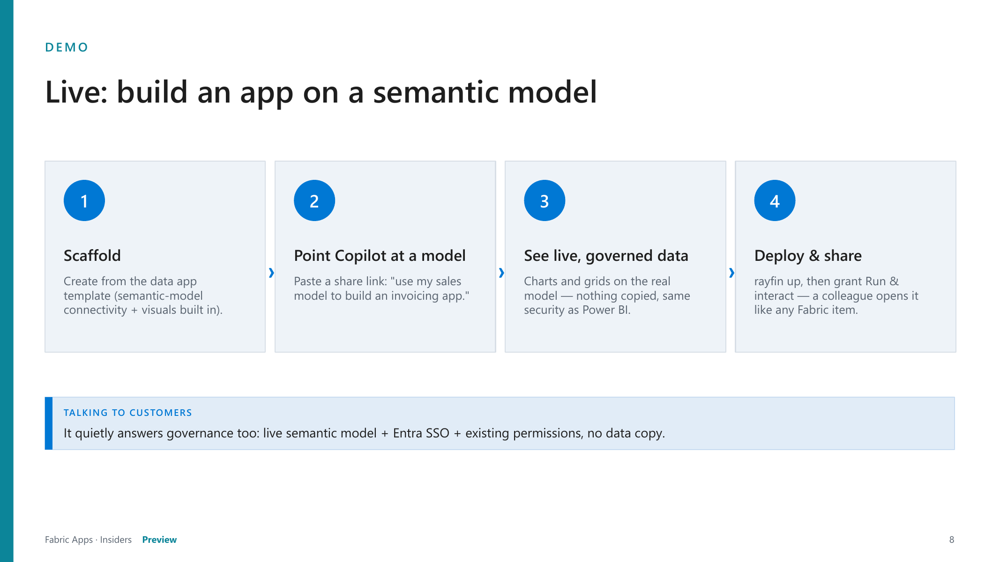 DEMO
Live: build an app on a semantic model
1
Scaffold
Create from the data app
template (semantic-model
connectivity + visuals built in).
›
2
Point Copilot at a model
Paste a share link: "use my sales
model to build an invoicing app."
›
3
See live, governed data
Charts and grids on the real
model — nothing copied, same
security as Power BI.
›
4
Deploy & share
rayfin up, then grant Run &
interact — a colleague opens it
like any Fabric item.
TALKING TO CUSTOMERS
It quietly answers governance too: live semantic model + Entra SSO + existing permissions, no data copy.
Fabric Apps · Insiders Preview
8